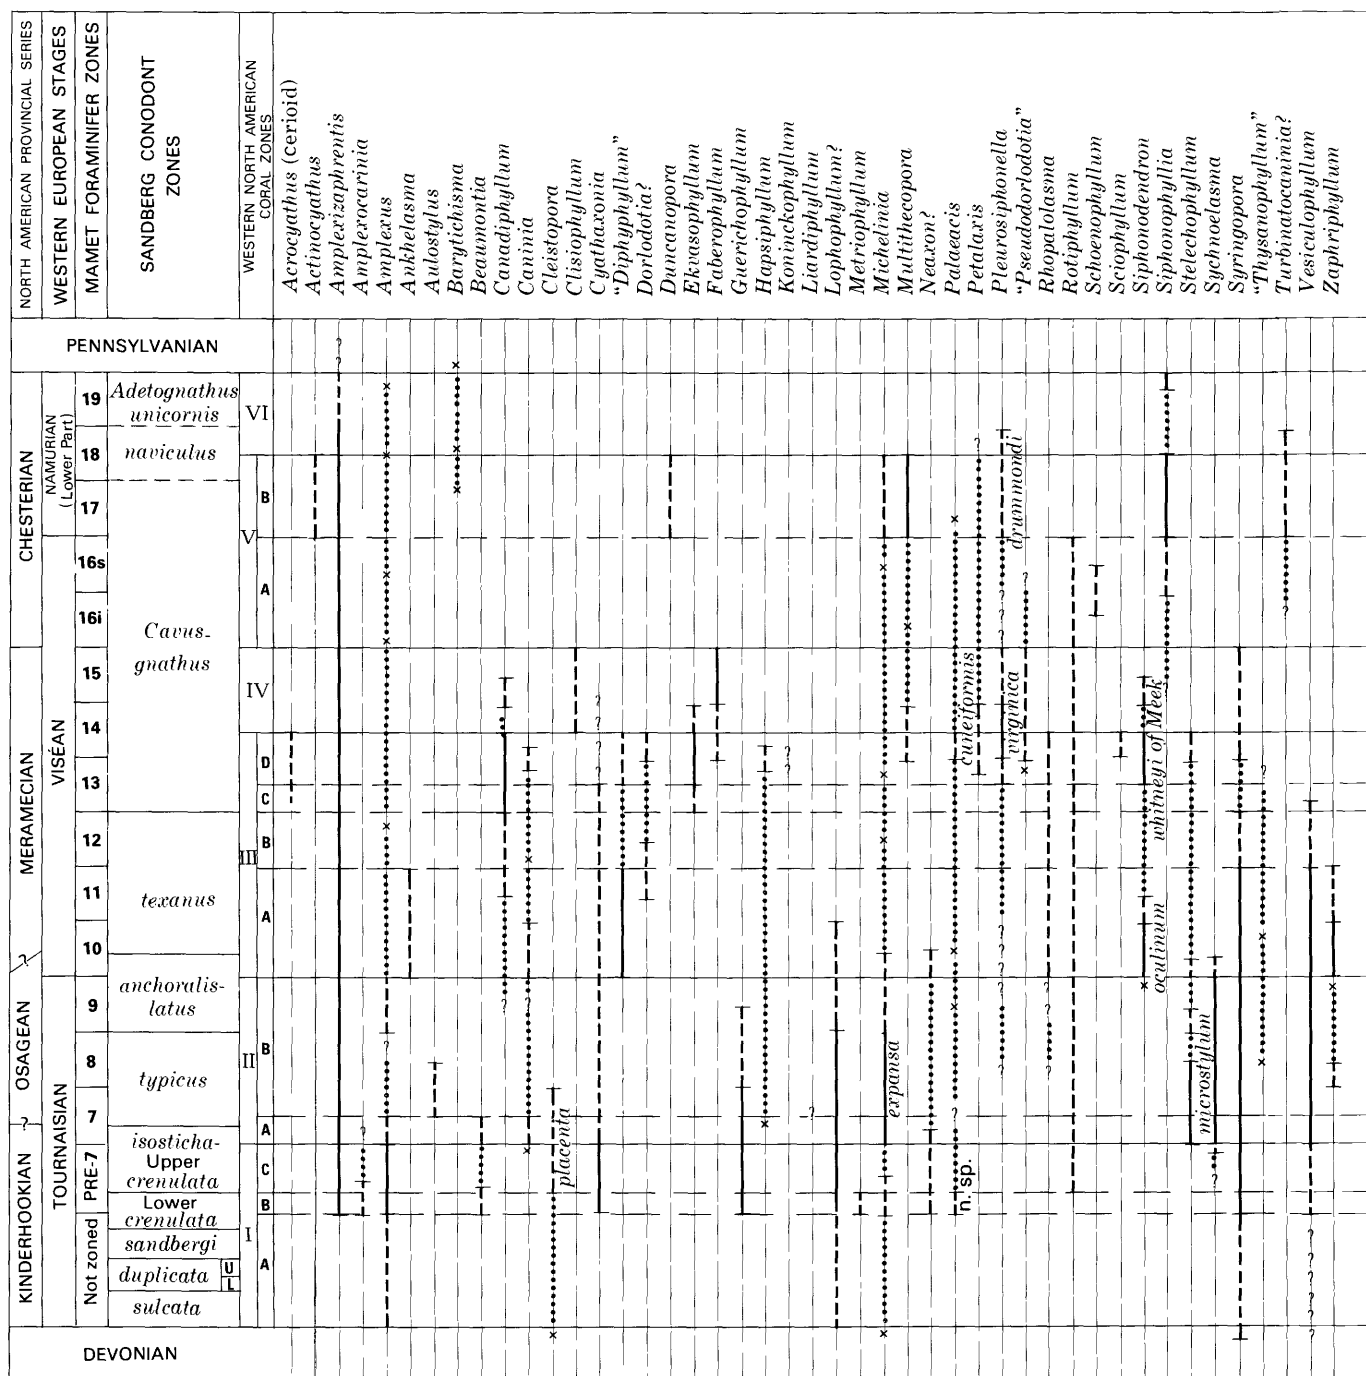 NORTH AMERICAN PROVINCIAL SERIES
WESTERN EUROPEAN STAGES
MAMET FORAMINIFER ZONES
SANDBERG CONODONT
ZONES
WESTERN NORTH AMERICAN
CORAL ZONES
Acrocyathus (cerioid)
Actinocyathus
Amplexizaphrentis
Amplexocarinia
Amplexus
Ankhelasma
Aulostylus
Barytichisma
Beaumontia
Canadiphyllum
Caninia
Cleistopora
Clisiophyllum
Cyathaxonia
"Diphyphyllum"
Dorlodotia?
Duncanopora
Ekvasophyllum
Faberophyllum
Guerichophyllum
Hapsiphyllum
Koninckophyllum
Liardiphyllum
Lophophyllum?
Metriophyllum
Michelinia
Multithecopora
Neaxon?
Palaeacis
Petalaxis
Pleurosiphonella
"Pseudodorlodotia"
Rhopalolasma
Rotiphyllum
Schoenophyllum
Sciophyllum
Siphonodendron
Siphonophyllia
Stelechophyllum
Sychnoelasma
Syringopora
"Thysanophyllum"
Turbinatocaninia?
Vesiculophyllum
Zaphriphyllum
PENNSYLVANIAN
CHESTERIAN
MERAMECIAN
?
OSAGEAN
?
KINDERHOOKIAN
NAMURIAN
(Lower Part)
VISÉAN
TOURNAISIAN
19
18
17
16s
16i
15
14
13
12
11
10
9
8
7
PRE-7
Not zoned
Adetognathus
unicornis
naviculus
Cavus-
gnathus
texanus
anchoralis-
latus
typicus
isosticha-
Upper
crenulata
Lower
crenulata
sandbergi
duplicata
U
L
sulcata
VI
V
B
A
IV
III
D
C
B
A
II
B
A
I
C
B
A
drummondi
virginica
cuneiformis
whitneyi of Meek
oculinum
microstylum
expansa
placenta
n. sp.
DEVONIAN